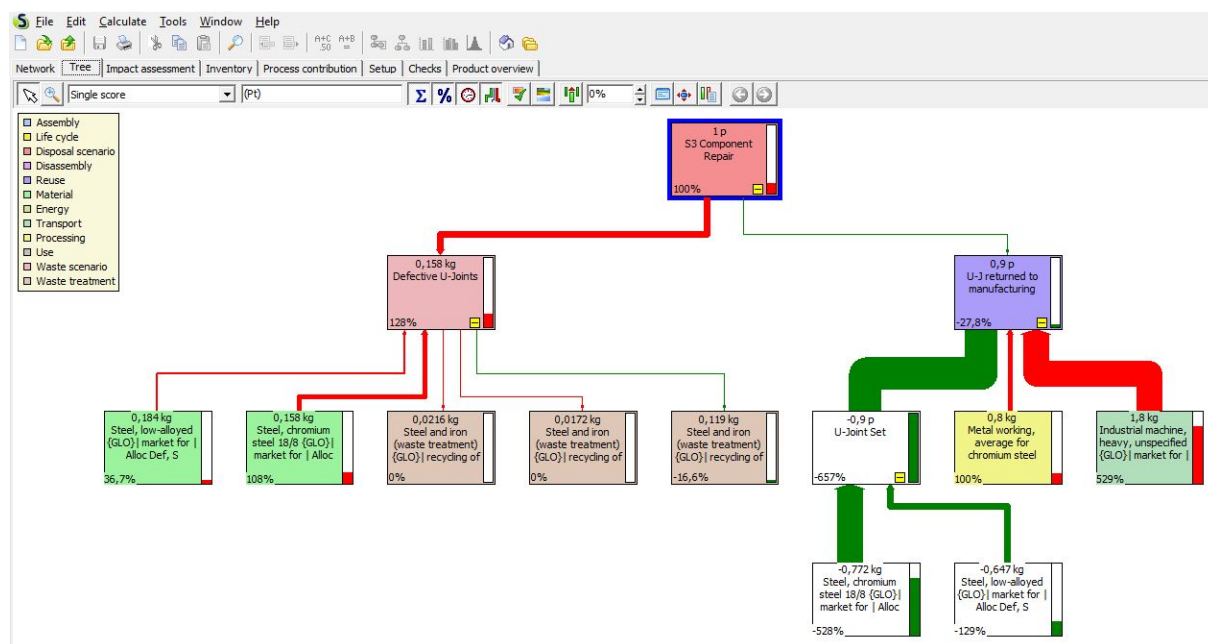 File Edit Calculate Tools Window Help
A+C .50 A+B =
Network Tree Impact assessment Inventory Process contribution Setup Checks Product overview
Single score (Pt) Σ % 0%
Assembly
Life cycle
Disposal scenario
Disassembly
Reuse
Material
Energy
Transport
Processing
Use
Waste scenario
Waste treatment
1 p
S3 Component
Repair
100%
0,158 kg
Defective U-Joints
128%
0,9 p
U-J returned to
manufacturing
-27,8%
0,184 kg
Steel, low-alloyed
{GLO}| market for |
Alloc Def, S
36,7%
0,158 kg
Steel, chromium
steel 18/8 {GLO}|
market for | Alloc
108%
0,0216 kg
Steel and iron
(waste treatment)
{GLO}| recycling of
0%
0,0172 kg
Steel and iron
(waste treatment)
{GLO}| recycling of
0%
0,119 kg
Steel and iron
(waste treatment)
{GLO}| recycling of
-16,6%
-0,9 p
U-Joint Set
-657%
0,8 kg
Metal working,
average for
chromium steel
100%
1,8 kg
Industrial machine,
heavy, unspecified
{GLO}| market for |
529%
-0,772 kg
Steel, chromium
steel 18/8 {GLO}|
market for | Alloc
-528%
-0,647 kg
Steel, low-alloyed
{GLO}| market for |
Alloc Def, S
-129%